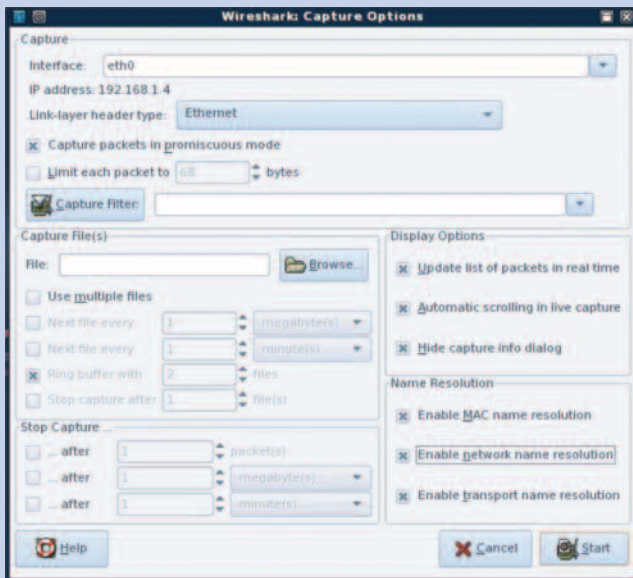 Wireshark: Capture Options
Capture
Interface: eth0
IP address: 192.168.1.4
Link-layer header type: Ethernet
Capture packets in promiscuous mode
Limit each packet to 68 bytes
Capture Filter:
Capture File(s)
File: Browse...
Use multiple files
Next file every 1 megabyte(s)
Next file every 1 minute(s)
Ring buffer with 2 files
Stop capture after 1 file(s)
Stop Capture ...
... after 1 packet(s)
... after 1 megabyte(s)
... after 1 minute(s)
Display Options
Update list of packets in real time
Automatic scrolling in live capture
Hide capture info dialog
Name Resolution
Enable MAC name resolution
Enable network name resolution
Enable transport name resolution
Help
Cancel
Start